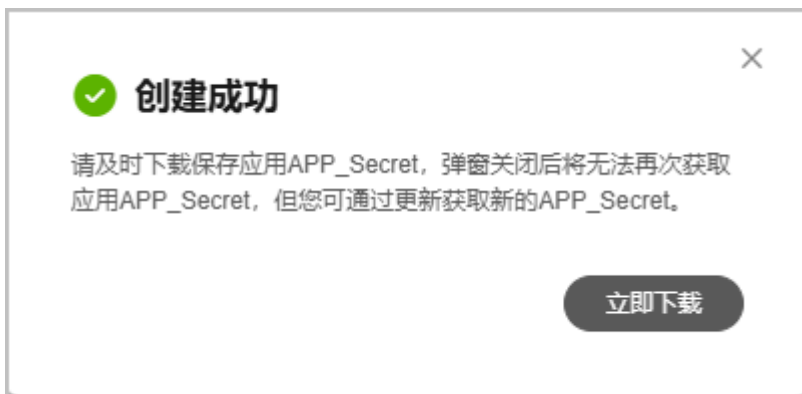 创建成功
请及时下载保存应用APP_Secret，弹窗关闭后将无法再次获取
应用APP_Secret，但您可通过更新获取新的APP_Secret。
立即下载